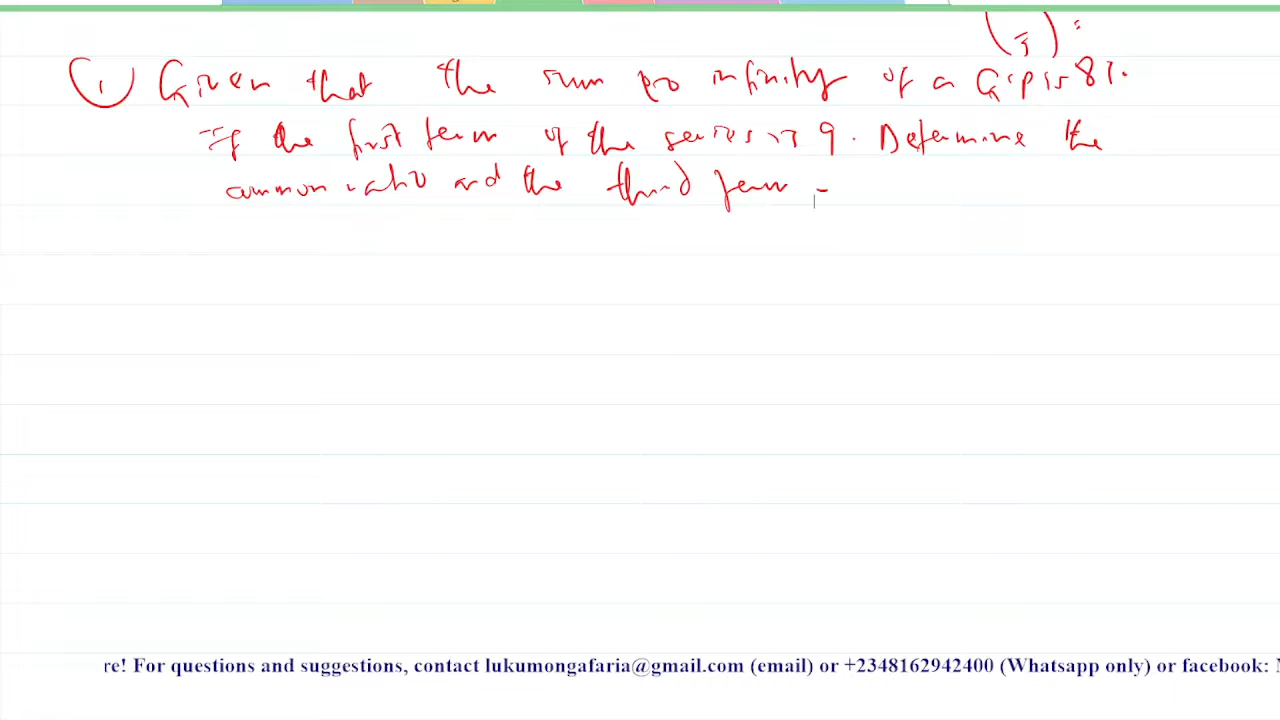 ( 5 ) :
(1) Given that the sum to infinity of a G.P is 81.
If the first term of the series is 9. Determine the
common ratio and the third term -
re! For questions and suggestions, contact lukumongafaria@gmail.com (email) or +2348162942400 (Whatsapp only) or facebook: